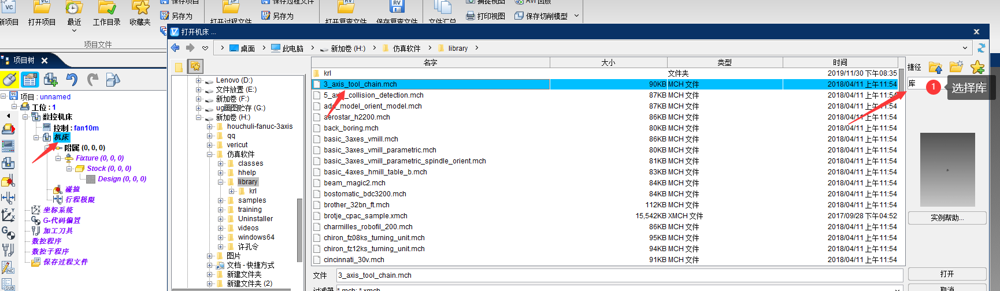 新项目 打开项目 最近 工作目录 收藏夹 另存为 打开过程文件 另存为 打开复查文件 保存复查文件 文件汇总 捕捉视图 打印视图 AVI 回放 保存切削模型
保存项目 保存过程文件
项目文件
项目树
项目 : unnamed
工位 : 1
数控机床
控制 : fan10m
机床
附属 (0, 0, 0)
Fixture (0, 0, 0)
Stock (0, 0, 0)
Design (0, 0, 0)
碰撞
行程极限
坐标系统
G-代码偏置
加工刀具
数控程序
数控子程序
保存过程文件
打开机床 ...
桌面 此电脑 新加卷 (H:) 仿真软件 library
Lenovo (D:)
文件放置 (E:)
新加卷 (F:)
ug画图贮存 (G:)
新加卷 (H:)
houchuli-fanuc-3axis
qq
vericut
仿真软件
classes
hhelp
library
krl
samples
training
Uninstaller
videos
windows64
许孔令
图片
文档 - 快捷方式
新建文件夹
新建文件夹 (2)
名字 大小 类型 时间
krl 文件夹 2019/11/30 下午08:35
3_axis_tool_chain.mch 90KB MCH 文件 2018/04/11 上午11:54
5_axis_collision_detection.mch 87KB MCH 文件 2018/04/11 上午11:54
add_model_orient_model.mch 87KB MCH 文件 2018/04/11 上午11:54
aerostar_h2200.mch 86KB MCH 文件 2018/04/11 上午11:54
back_boring.mch 80KB MCH 文件 2018/04/11 上午11:54
basic_3axes_vmill.mch 86KB MCH 文件 2018/04/11 上午11:54
basic_3axes_vmill_parametric.mch 80KB MCH 文件 2018/04/11 上午11:54
basic_3axes_vmill_parametric_spindle_orient.mch 81KB MCH 文件 2018/04/11 上午11:54
basic_4axes_hmill_table_b.mch 83KB MCH 文件 2018/04/11 上午11:54
beam_magic2.mch 84KB MCH 文件 2018/04/11 上午11:54
bostomatic_bdc3200.mch 84KB MCH 文件 2018/04/11 上午11:54
brother_32bn_ft.mch 112KB MCH 文件 2018/04/11 上午11:54
brotje_cpac_sample.xmch 15,542KB XMCH 文件 2017/09/28 下午04:52
charmilles_robofil_200.mch 86KB MCH 文件 2018/04/11 上午11:54
chiron_fz08ks_turning_unit.mch 95KB MCH 文件 2018/04/11 上午11:54
chiron_fz12ks_turning_unit.mch 94KB MCH 文件 2018/04/11 上午11:54
cincinnati_30v.mch 91KB MCH 文件 2018/04/11 上午11:54
文件 3_axis_tool_chain.mch
过滤器 *.mch; *.xmch
捷径
库
1 选择库
实例帮助...
打开
取消